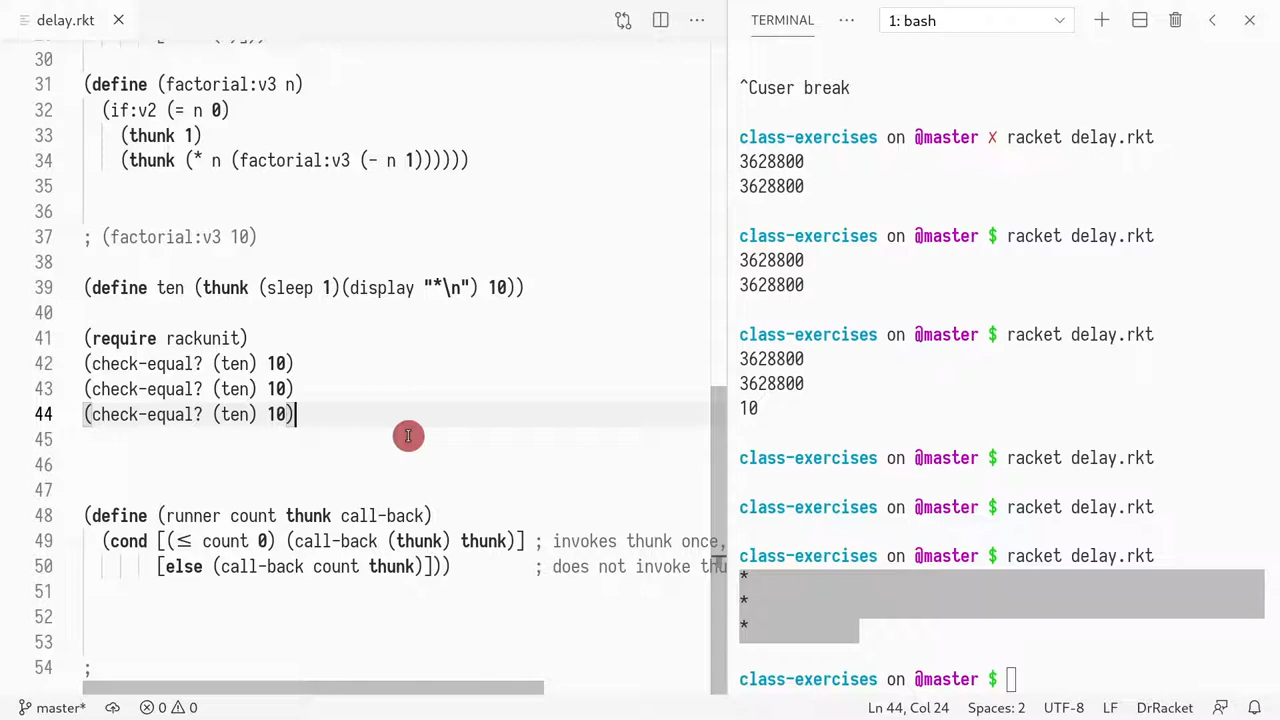 delay.rkt
TERMINAL
1: bash
30
31 (define (factorial:v3 n)
32 (if:v2 (= n 0)
33 (thunk 1)
34 (thunk (* n (factorial:v3 (- n 1))))))
35
36
37 ; (factorial:v3 10)
38
39 (define ten (thunk (sleep 1)(display "*\n") 10))
40
41 (require rackunit)
42 (check-equal? (ten) 10)
43 (check-equal? (ten) 10)
44 (check-equal? (ten) 10)
45
46
47
48 (define (runner count thunk call-back)
49 (cond [(≤ count 0) (call-back (thunk) thunk)] ; invokes thunk once,
50 [else (call-back count thunk)])) ; does not invoke thu
51
52
53
54 ;
^Cuser break
class-exercises on @master ✗ racket delay.rkt
3628800
3628800
class-exercises on @master $ racket delay.rkt
3628800
3628800
class-exercises on @master $ racket delay.rkt
3628800
3628800
10
class-exercises on @master $ racket delay.rkt
class-exercises on @master $ racket delay.rkt
class-exercises on @master $ racket delay.rkt
*
*
*
class-exercises on @master $
master* 0 0 Ln 44, Col 24 Spaces: 2 UTF-8 LF DrRacket